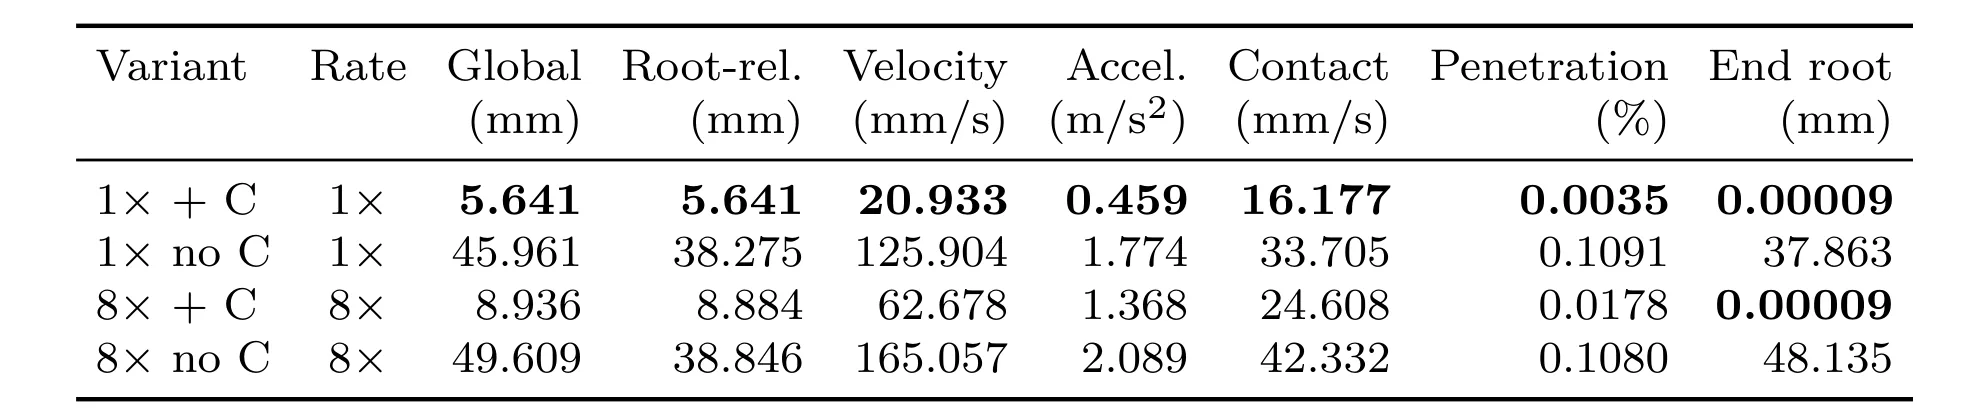 Variant Rate Global Root-rel. Velocity Accel. Contact Penetration End root
(mm) (mm) (mm/s) (m/s²) (mm/s) (%) (mm)
1× + C 1× 5.641 5.641 20.933 0.459 16.177 0.0035 0.00009
1× no C 1× 45.961 38.275 125.904 1.774 33.705 0.1091 37.863
8× + C 8× 8.936 8.884 62.678 1.368 24.608 0.0178 0.00009
8× no C 8× 49.609 38.846 165.057 2.089 42.332 0.1080 48.135